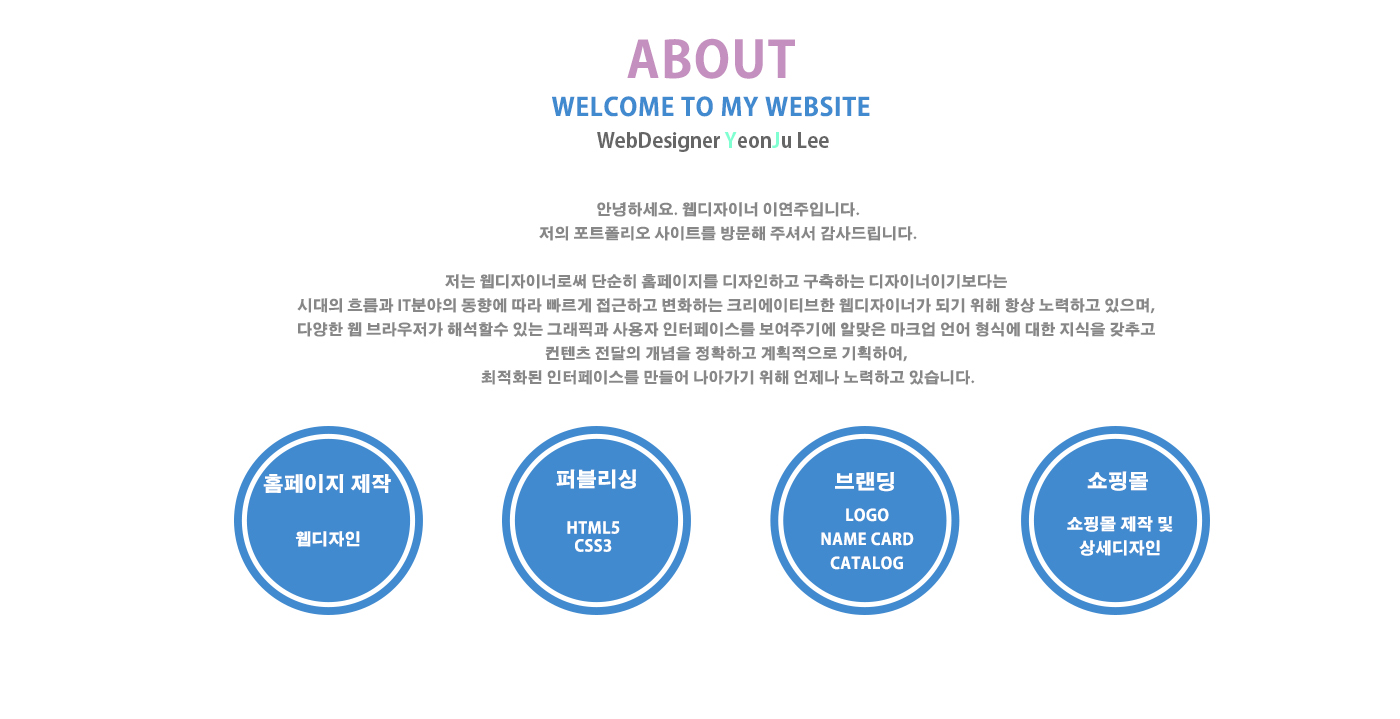 ABOUT
WELCOME TO MY WEBSITE
WebDesigner YeonJu Lee
안녕하세요. 웹디자이너 이연주입니다.
저의 포트폴리오 사이트를 방문해 주셔서 감사드립니다.
저는 웹디자이너로써 단순히 홈페이지를 디자인하고 구축하는 디자이너이기보다는
시대의 흐름과 IT분야의 동향에 따라 빠르게 접근하고 변화하는 크리에이티브한 웹디자이너가 되기 위해 항상 노력하고 있으며,
다양한 웹 브라우저가 해석할수 있는 그래픽과 사용자 인터페이스를 보여주기에 알맞은 마크업 언어 형식에 대한 지식을 갖추고
컨텐츠 전달의 개념을 정확하고 계획적으로 기획하여,
최적화된 인터페이스를 만들어 나아가기 위해 언제나 노력하고 있습니다.
홈페이지 제작
웹디자인
퍼블리싱
HTML5
CSS3
브랜딩
LOGO
NAME CARD
CATALOG
쇼핑몰
쇼핑몰 제작 및
상세디자인